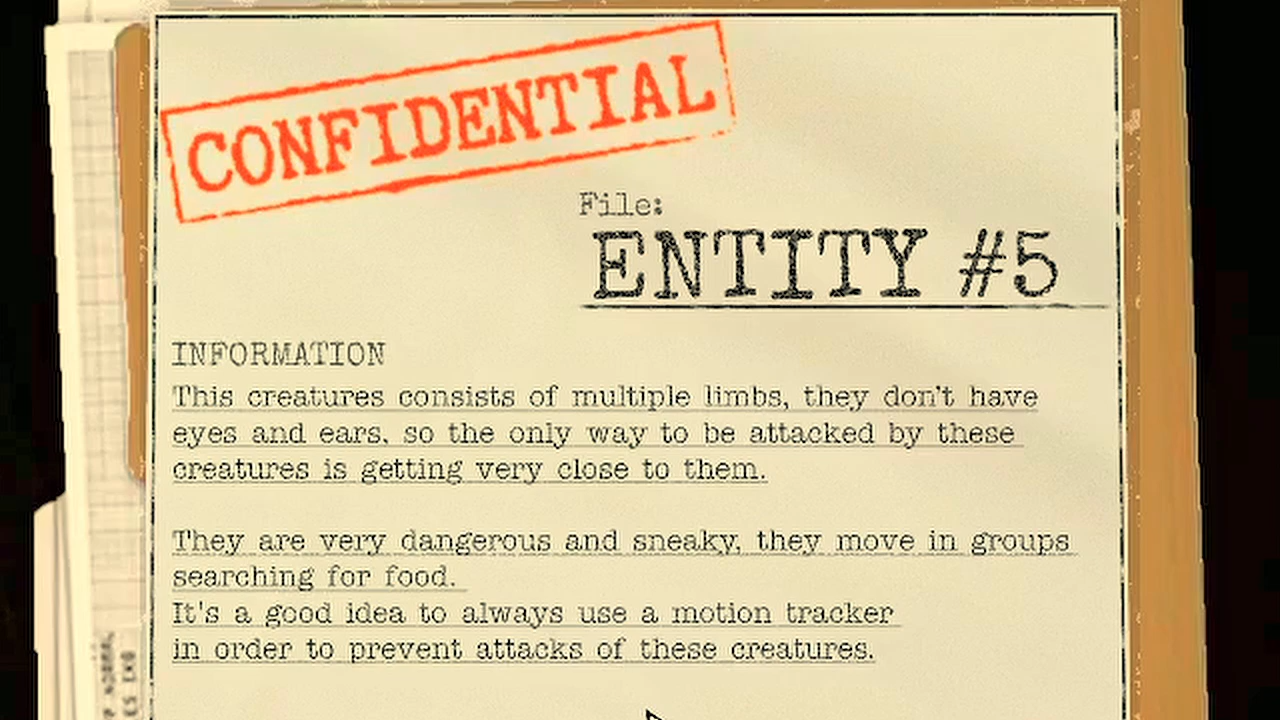 CONFIDENTIAL
File:
ENTITY #5
INFORMATION
This creatures consists of multiple limbs, they don't have
eyes and ears, so the only way to be attacked by these
creatures is getting very close to them.
They are very dangerous and sneaky, they move in groups
searching for food.
It's a good idea to always use a motion tracker
in order to prevent attacks of these creatures.